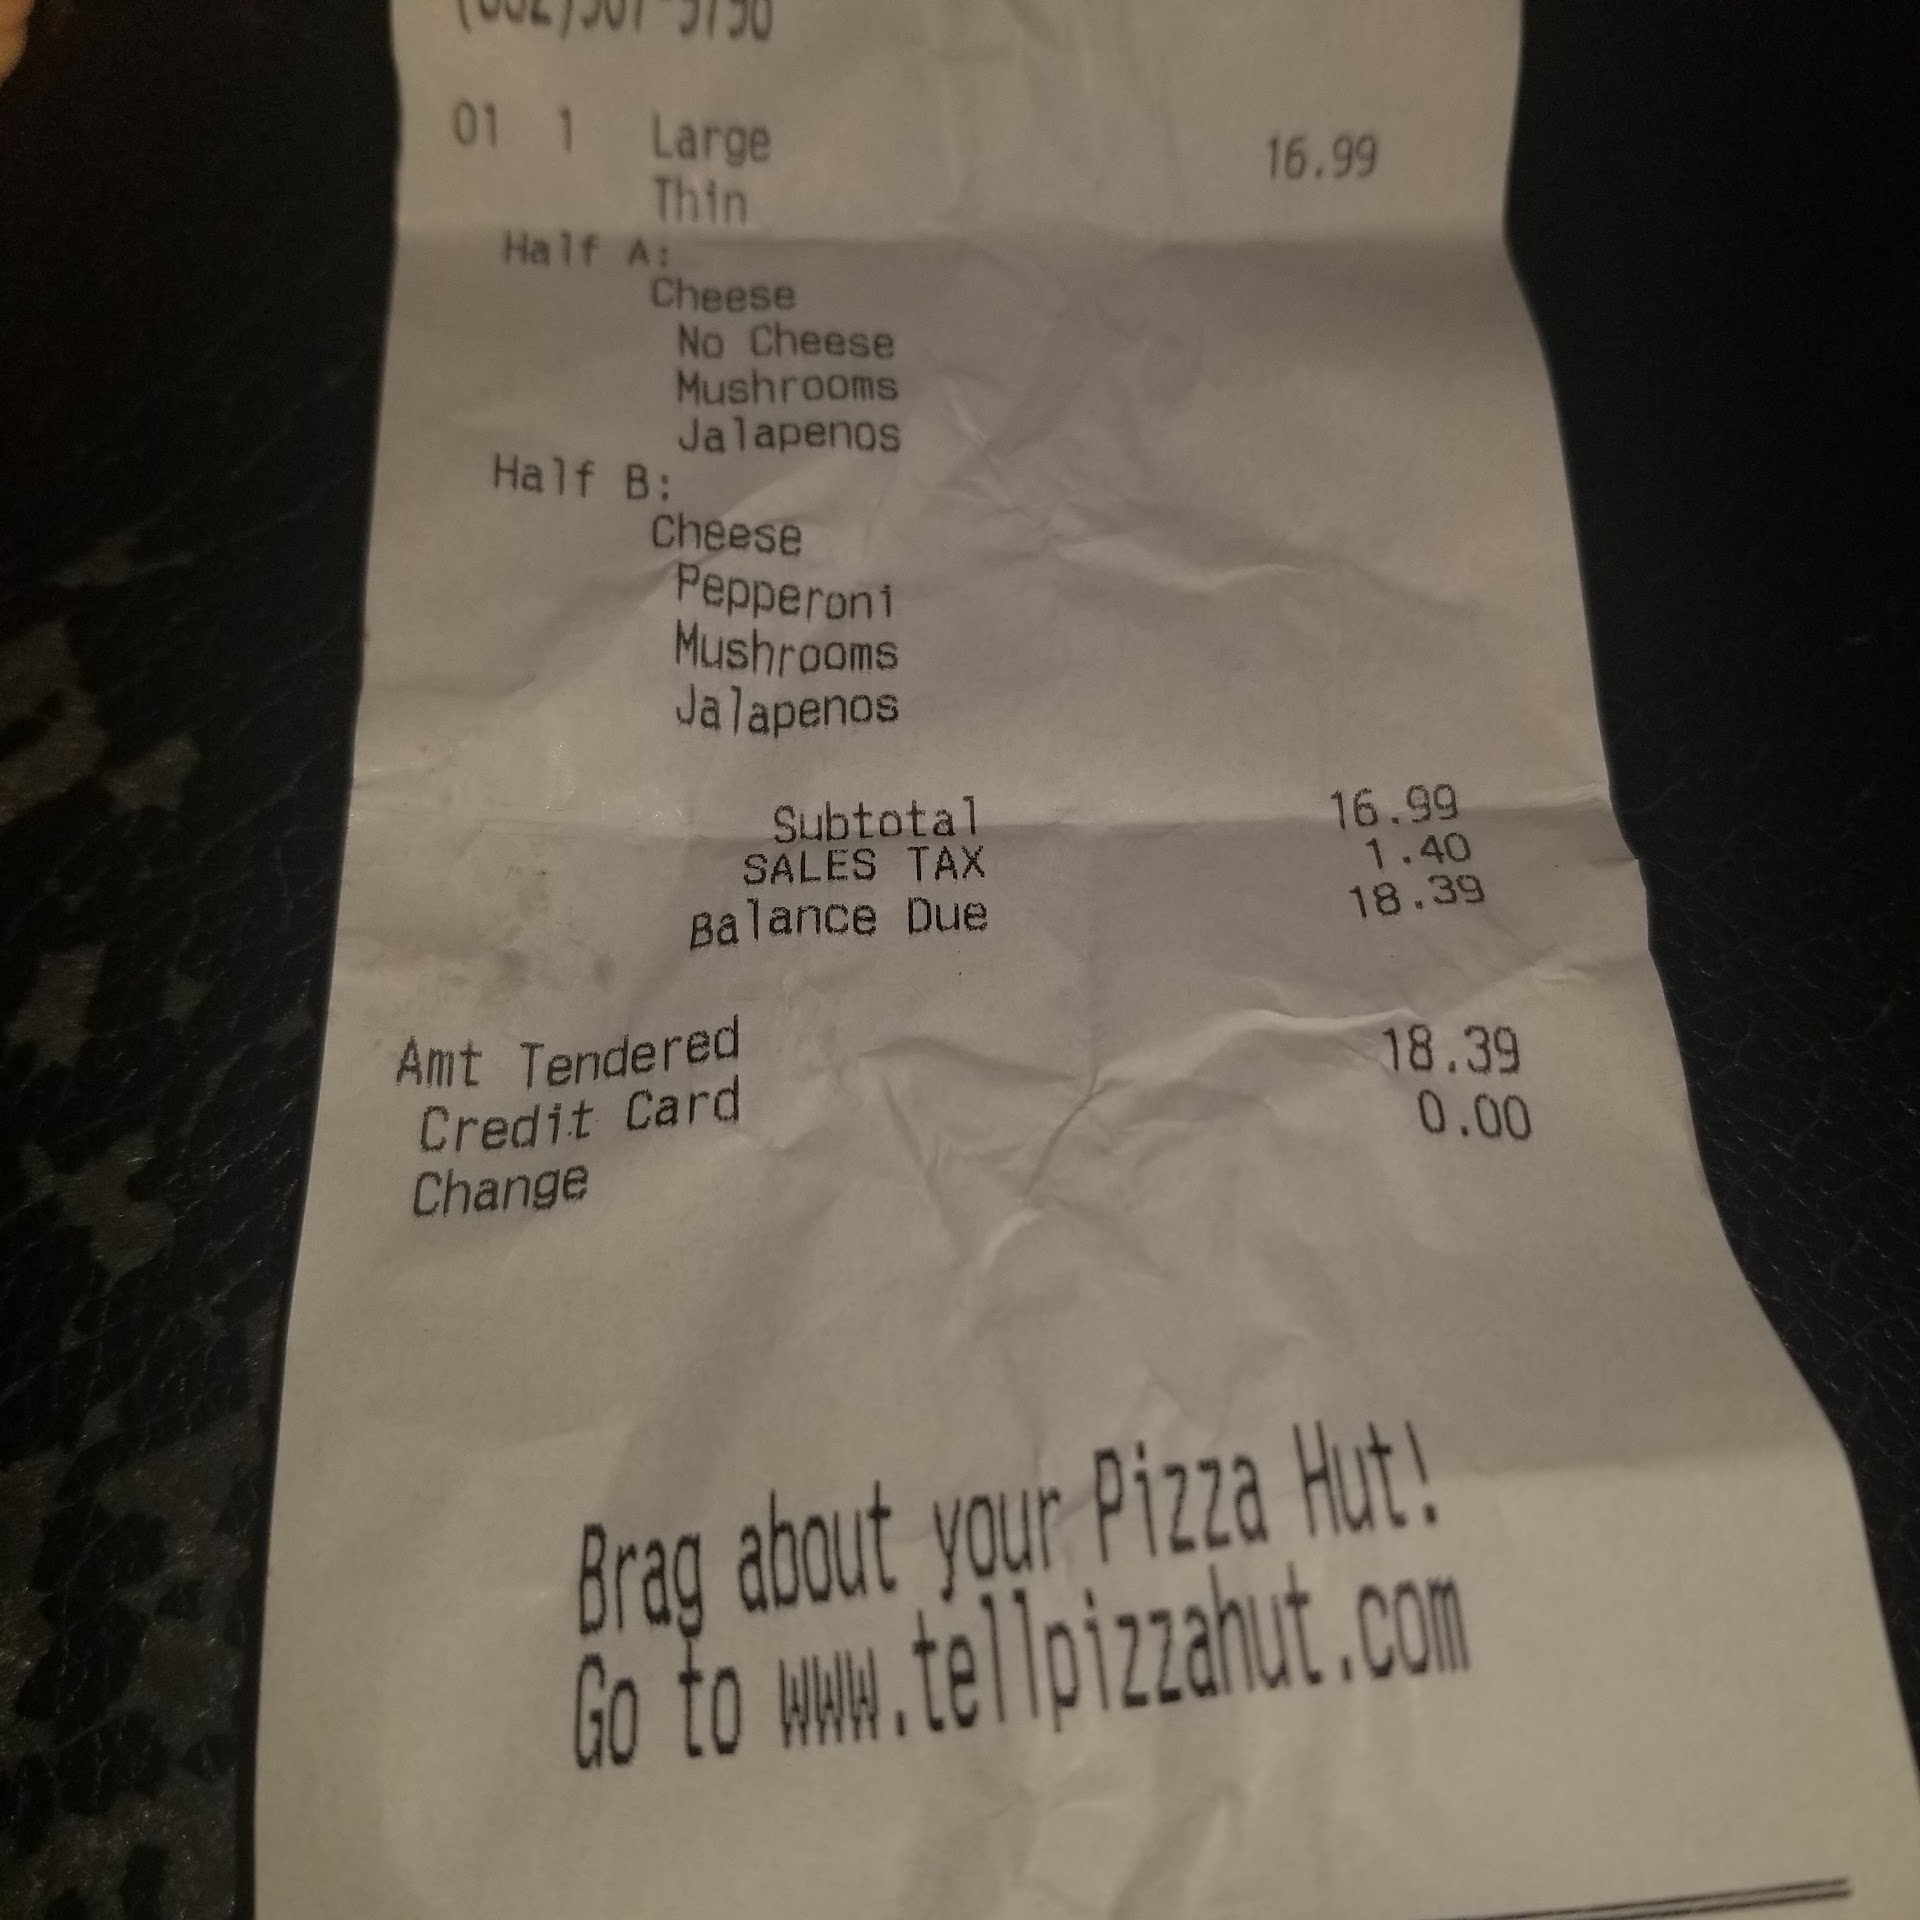 01 1 Large 16.99
Thin
Half A:
Cheese
No Cheese
Mushrooms
Jalapenos
Half B:
Cheese
Pepperoni
Mushrooms
Jalapenos
Subtotal 16.99
SALES TAX 1.40
Balance Due 18.39
Amt Tendered
Credit Card 18.39
Change 0.00
Brag about your Pizza Hut!
Go to www.tellpizzahut.com